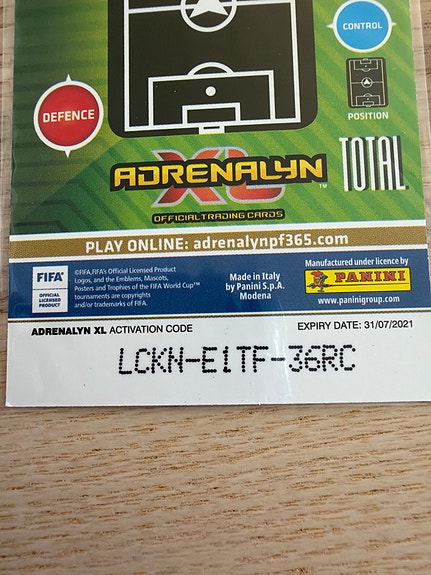 CONTROL
DEFENCE
POSITION
ADRENALYN
XL™
TOTAL
OFFICIAL TRADING CARDS
PLAY ONLINE: adrenalynpf365.com
FIFA®
OFFICIAL
LICENSED
PRODUCT
©FIFA, FIFA's Official Licensed Product
Logos, and the Emblems, Mascots,
Posters and Trophies of the FIFA World Cup™
tournaments are copyrights
and/or trademarks of FIFA.
Made in Italy
by Panini S.p.A.
Modena
Manufactured under licence by
PANINI
www.paninigroup.com
ADRENALYN XL ACTIVATION CODE
EXPIRY DATE: 31/07/2021
LCKN-E1TF-36RC